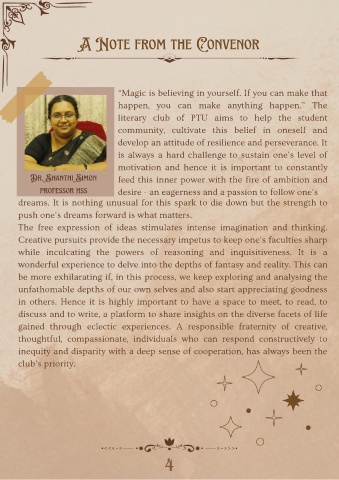 A Note from the Convenor
"Magic is believing in yourself. If you can make that
happen, you can make anything happen." The
literary club of PTU aims to help the student
community, cultivate this belief in oneself and
develop an attitude of resilience and perseverance. It
is always a hard challenge to sustain one's level of
motivation and hence it is important to constantly
feed this inner power with the fire of ambition and
desire - an eagerness and a passion to follow one's
Dr. Shanthi Simon
Professor HSS
dreams. It is nothing unusual for this spark to die down but the strength to
push one's dreams forward is what matters.
The free expression of ideas stimulates intense imagination and thinking.
Creative pursuits provide the necessary impetus to keep one's faculties sharp
while inculcating the powers of reasoning and inquisitiveness. It is a
wonderful experience to delve into the depths of fantasy and reality. This can
be more exhilarating if, in this process, we keep exploring and analysing the
unfathomable depths of our own selves and also start appreciating goodness
in others. Hence it is highly important to have a space to meet, to read, to
discuss and to write, a platform to share insights on the diverse facets of life
gained through eclectic experiences. A responsible fraternity of creative,
thoughtful, compassionate, individuals who can respond constructively to
inequity and disparity with a deep sense of cooperation, has always been the
club's priority.
4